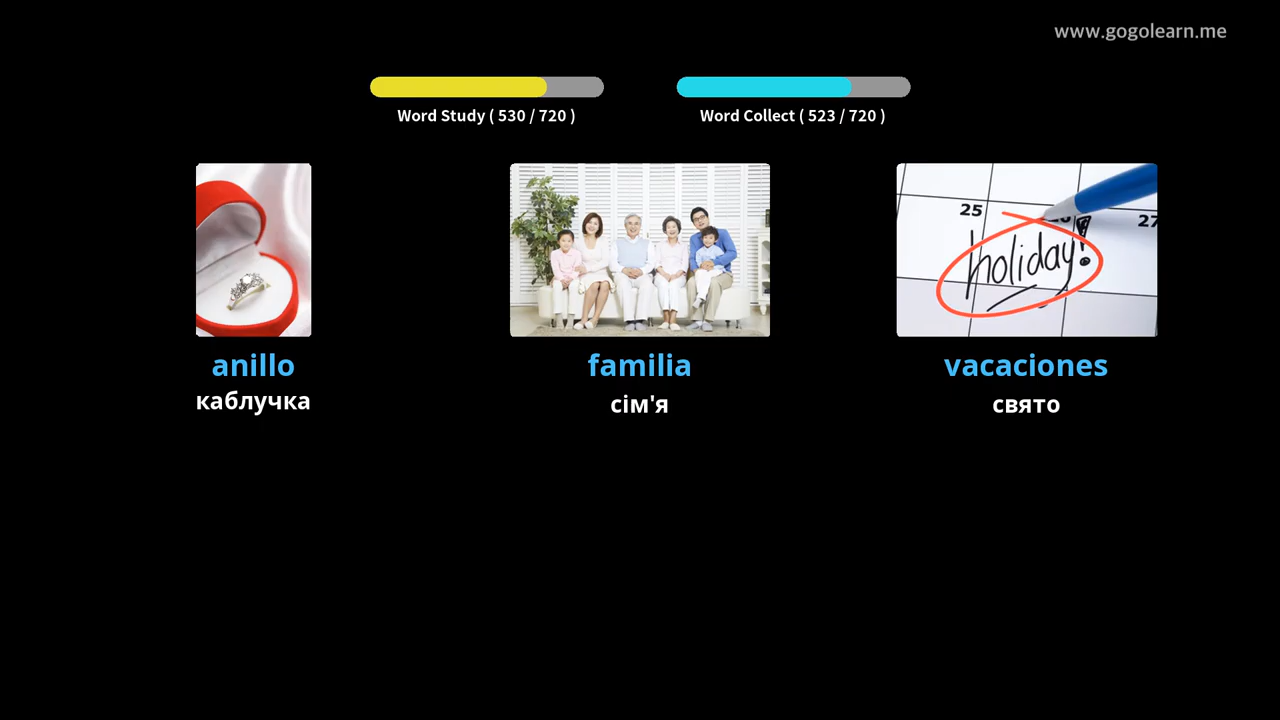 www.gogolearn.me
Word Study ( 530 / 720 )
Word Collect ( 523 / 720 )
25
27
holiday!
anillo
familia
vacaciones
каблучка
сім'я
свято